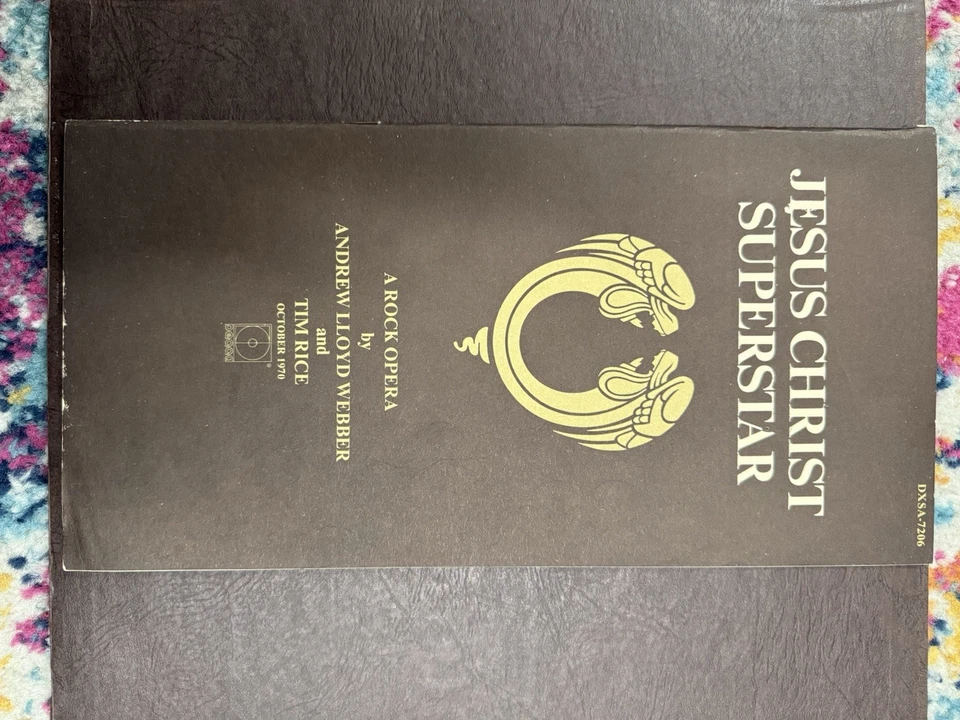 DXSA-7206
JESUS CHRIST
SUPERSTAR
A ROCK OPERA
by
ANDREW LLOYD WEBBER
and
TIM RICE
OCTOBER 1970